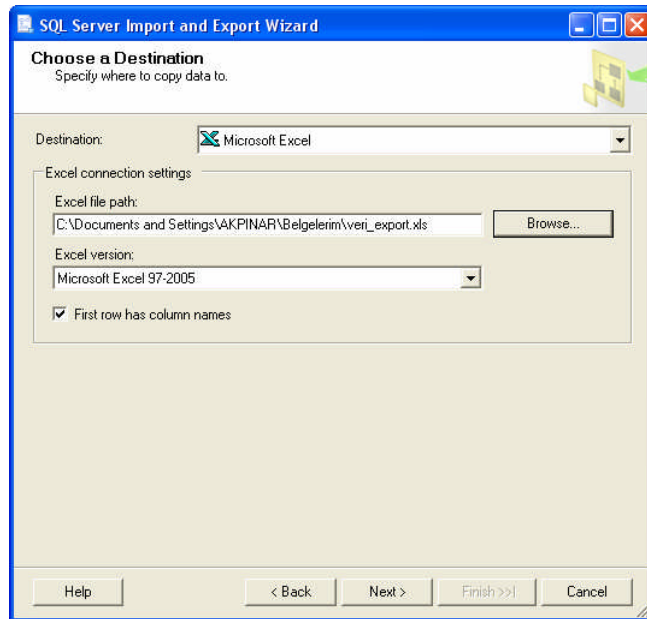 SQL Server Import and Export Wizard
Choose a Destination
Specify where to copy data to.
Destination:
Microsoft Excel
Excel connection settings
Excel file path:
C:\Documents and Settings\AKPINAR\Belgelerim\veri_export.xls
Browse...
Excel version:
Microsoft Excel 97-2005
First row has column names
Help
< Back
Next >
Finish >>|
Cancel